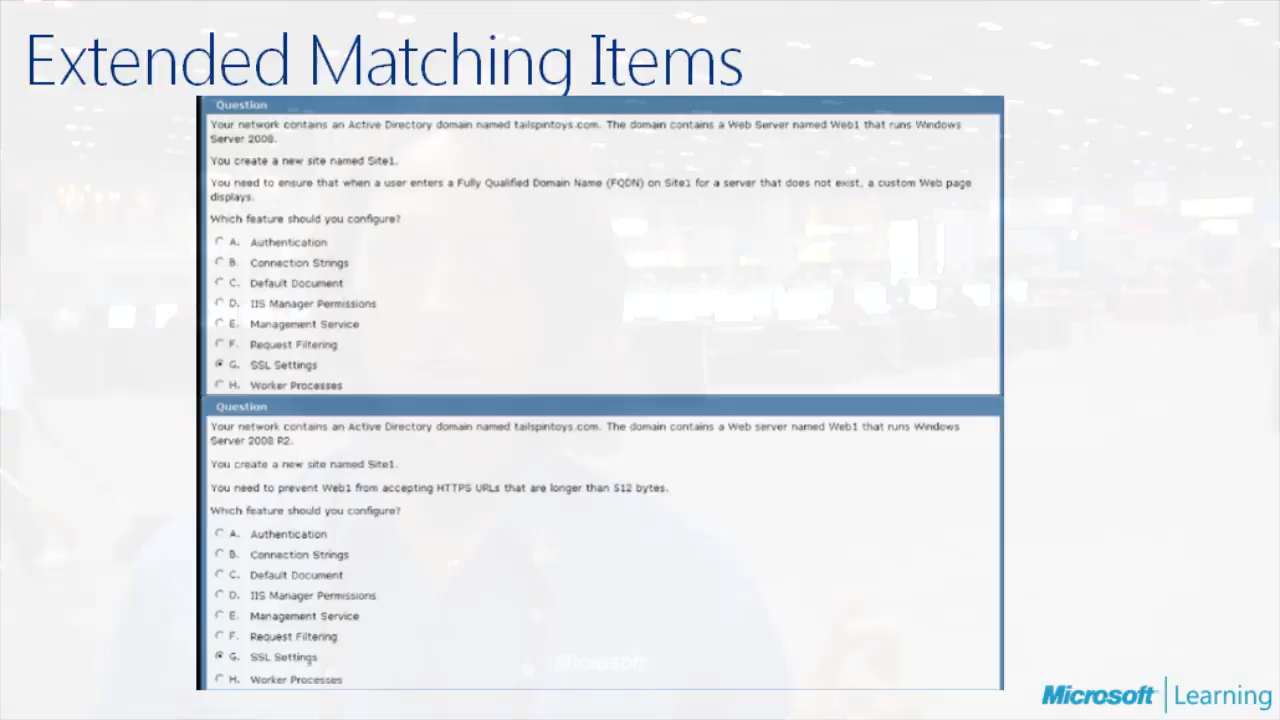 Extended Matching Items
Question
Your network contains an Active Directory domain named tailspintoys.com. The domain contains a Web Server named Web1 that runs Windows
Server 2008.
You create a new site named Site1.
You need to ensure that when a user enters a Fully Qualified Domain Name (FQDN) on Site1 for a server that does not exist, a custom Web page
displays.
Which feature should you configure?
A. Authentication
B. Connection Strings
C. Default Document
D. IIS Manager Permissions
E. Management Service
F. Request Filtering
G. SSL Settings
H. Worker Processes
Question
Your network contains an Active Directory domain named tailspintoys.com. The domain contains a Web server named Web1 that runs Windows
Server 2008 R2.
You create a new site named Site1.
You need to prevent Web1 from accepting HTTPS URLs that are longer than 512 bytes.
Which feature should you configure?
A. Authentication
B. Connection Strings
C. Default Document
D. IIS Manager Permissions
E. Management Service
F. Request Filtering
G. SSL Settings
H. Worker Processes
Microsoft
Microsoft | Learning